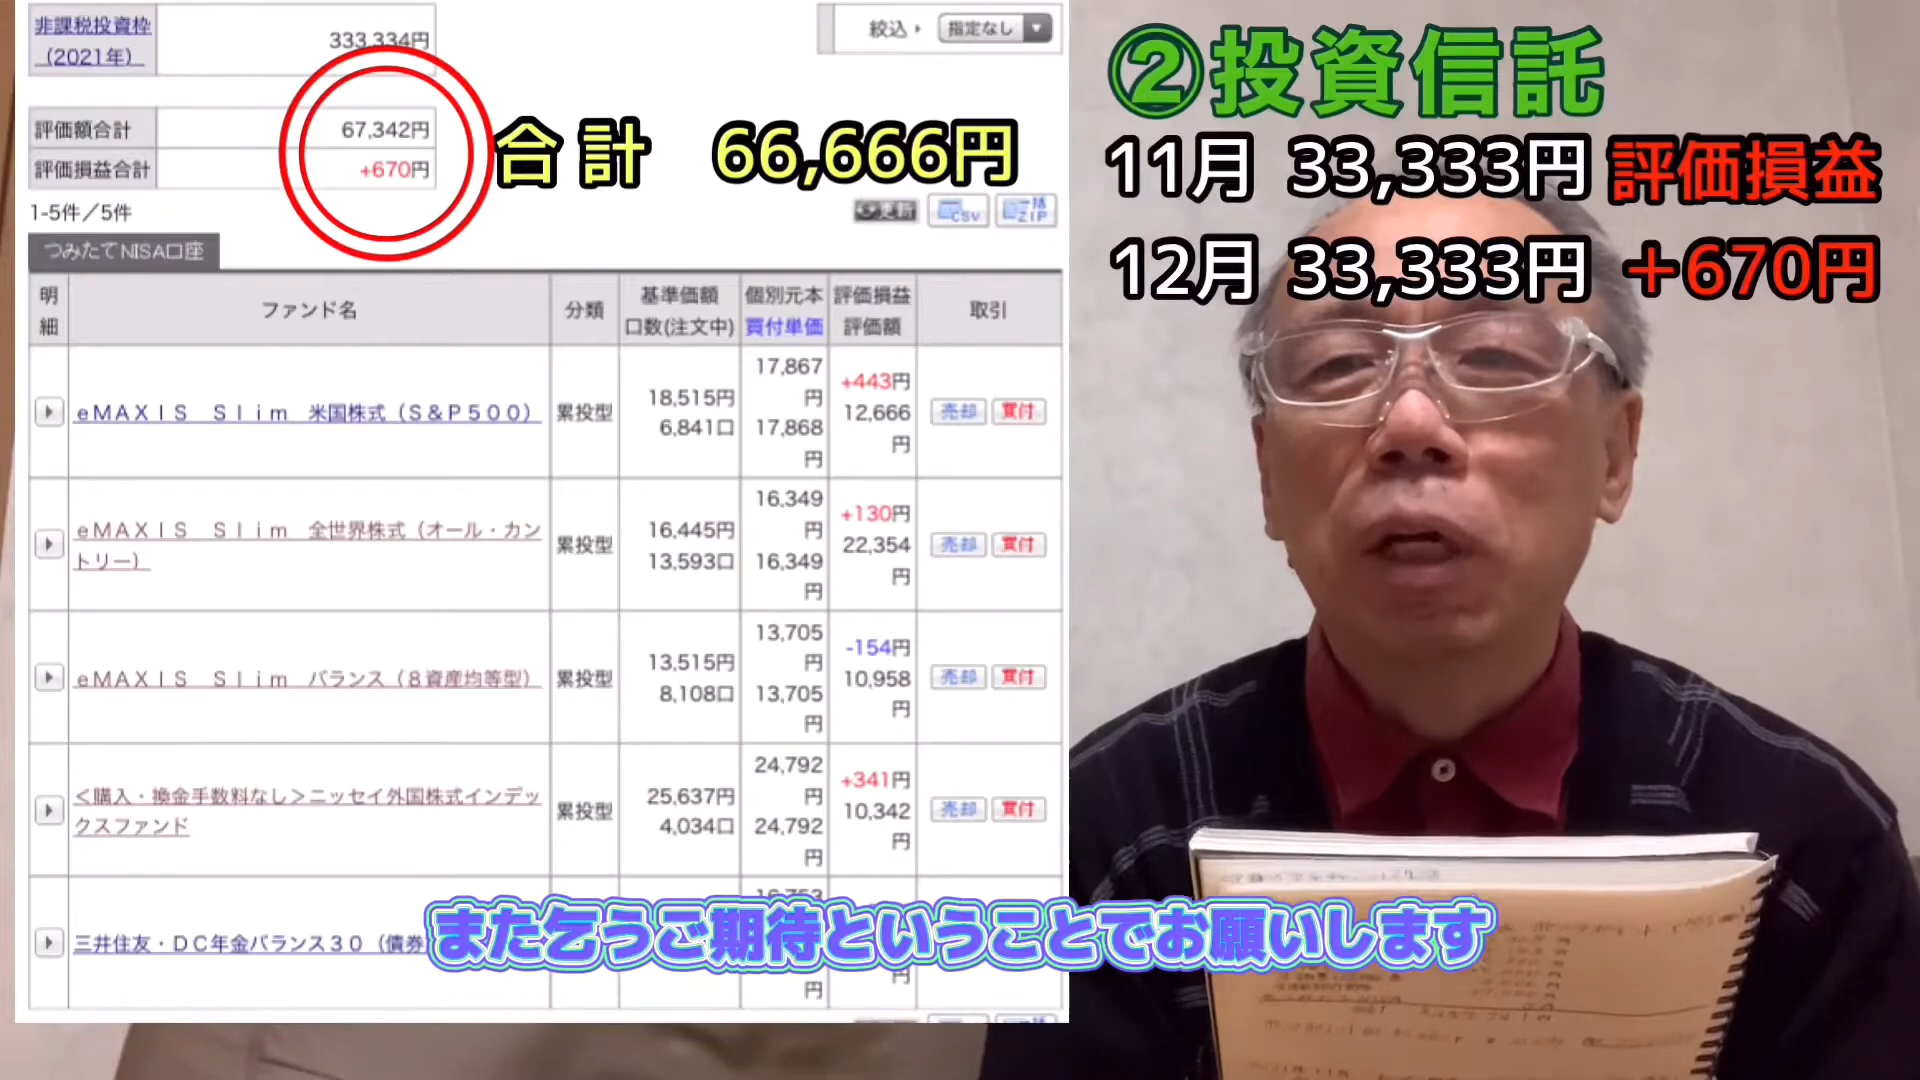 非課税投資枠
(2021年)
333,334円
絞込
指定なし
評価額合計
67,342円
評価損益合計
+670円
合計 66,666円
②投資信託
11月 33,333円 評価損益
12月 33,333円 +670円
1-5件/5件
更新
CSV
一括
ZIP
つみたてNISA口座
明細
ファンド名
分類
基準価額
口数(注文中)
個別元本
買付単価
評価損益
評価額
取引
eMAXIS Slim 米国株式(S&P500)
累投型
18,515円
6,841口
17,867円
17,868円
+443円
12,666円
売却 買付
eMAXIS Slim 全世界株式(オール・カントリー)
累投型
16,445円
13,593口
16,349円
16,349円
+130円
22,354円
売却 買付
eMAXIS Slim バランス(8資産均等型)
累投型
13,515円
8,108口
13,705円
13,705円
-154円
10,958円
売却 買付
<購入・換金手数料なし>ニッセイ外国株式インデックスファンド
累投型
25,637円
4,034口
24,792円
24,792円
+341円
10,342円
売却 買付
三井住友・DC年金バランス30(債券
また乞うご期待ということでお願いします